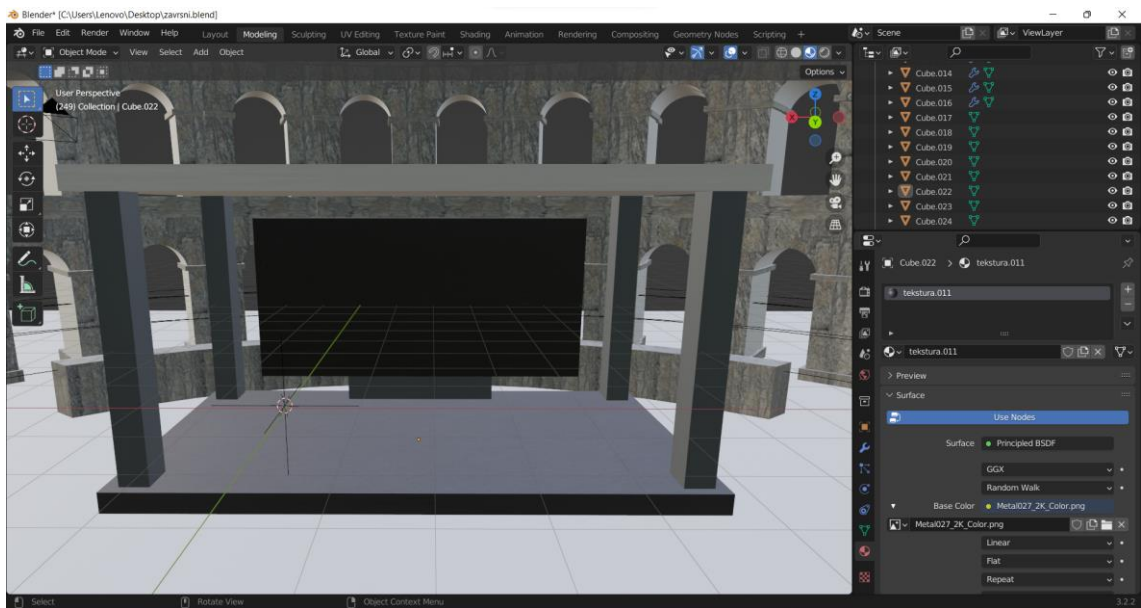 Blender* [C:\Users\Lenovo\Desktop\zavrsni.blend]
File Edit Render Window Help Layout Modeling Sculpting UV Editing Texture Paint Shading Animation Rendering Compositing Geometry Nodes Scripting + Scene ViewLayer
Object Mode View Select Add Object Global
Options
User Perspective
(249) Collection | Cube.022
Z
X
Y
Cube.014
Cube.015
Cube.016
Cube.017
Cube.018
Cube.019
Cube.020
Cube.021
Cube.022
Cube.023
Cube.024
Cube.022 > tekstura.011
tekstura.011
tekstura.011
Preview
Surface
Use Nodes
Surface Principled BSDF
GGX
Random Walk
Base Color Metal027_2K_Color.png
Metal027_2K_Color.png
Linear
Flat
Repeat
Select Rotate View Object Context Menu 3.2.2